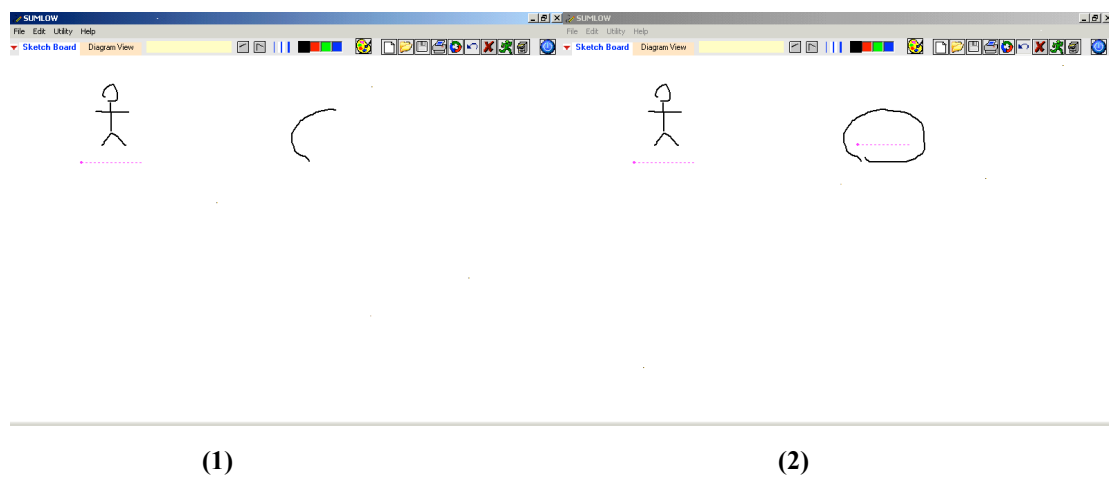 SUMLOW
File Edit Utility Help
Sketch Board Diagram View
SUMLOW
File Edit Utility Help
Sketch Board Diagram View
(1)
(2)